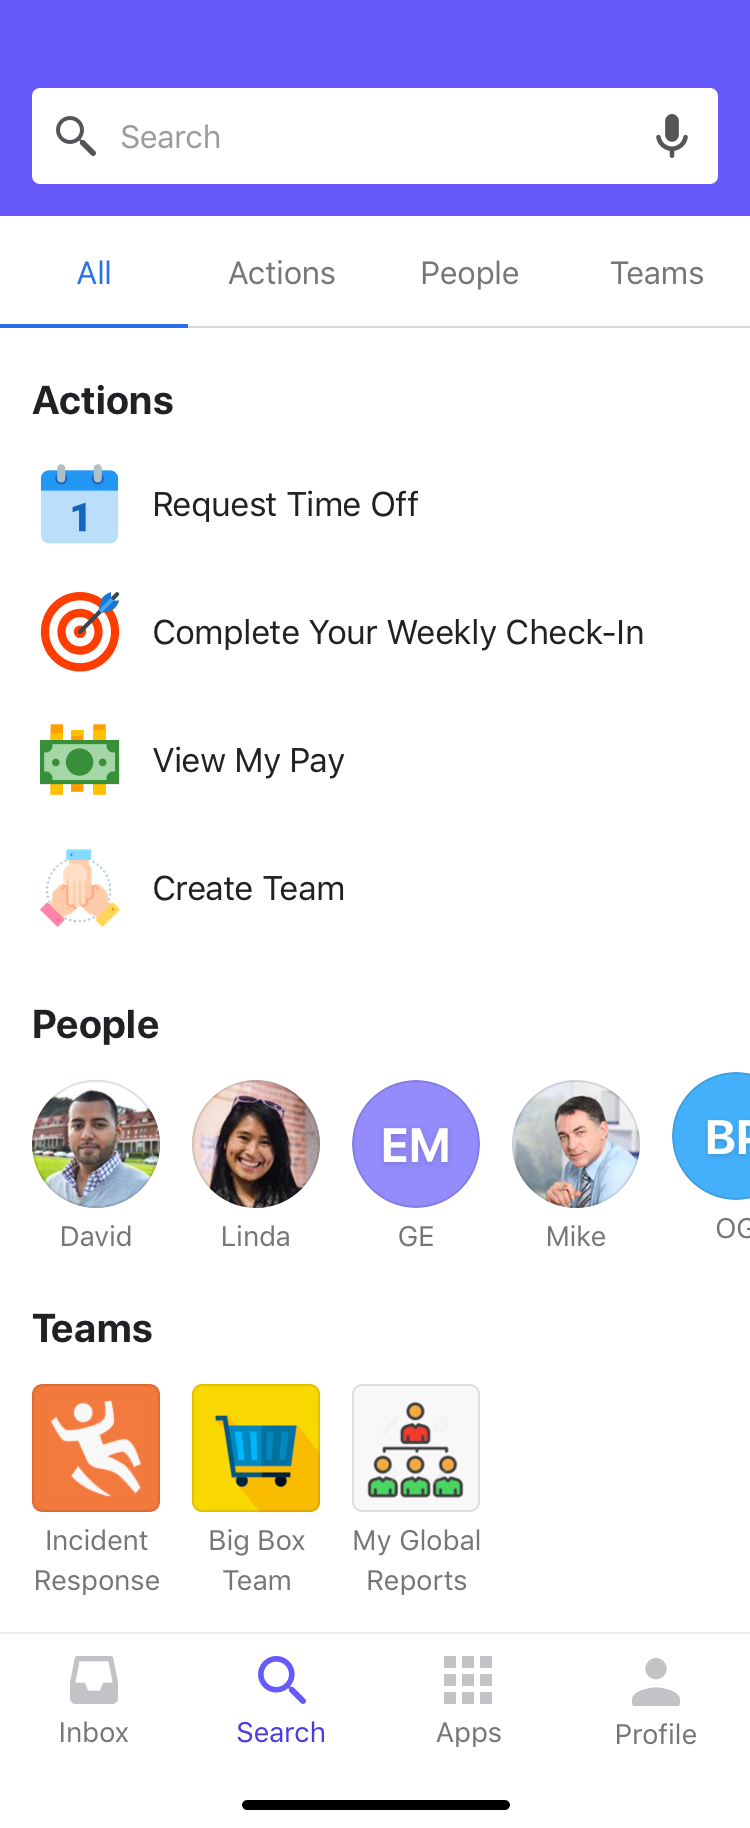 Search
All Actions People Teams
Actions
1
Request Time Off
Complete Your Weekly Check-In
View My Pay
Create Team
People
EM
David Linda GE Mike
Teams
Incident Response
Big Box Team
My Global Reports
Inbox Search Apps Profile